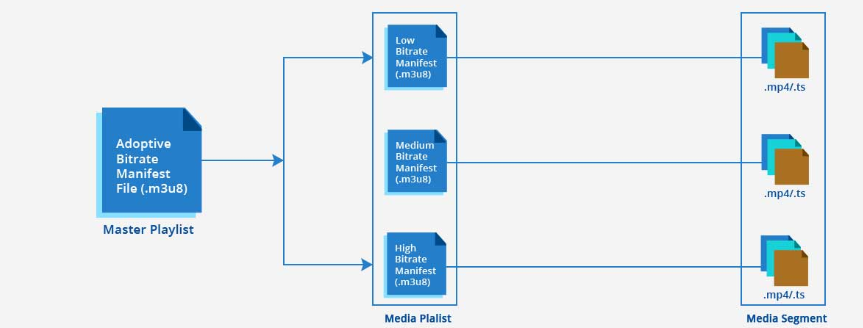 Adoptive
Bitrate
Manifest
File (.m3u8)
Master Playlist
Low
Bitrate
Manifest
(.m3u8)
Medium
Bitrate
Manifest
(.m3u8)
High
Bitrate
Manifest
(.m3u8)
Media Plalist
.mp4/.ts
.mp4/.ts
.mp4/.ts
Media Segment